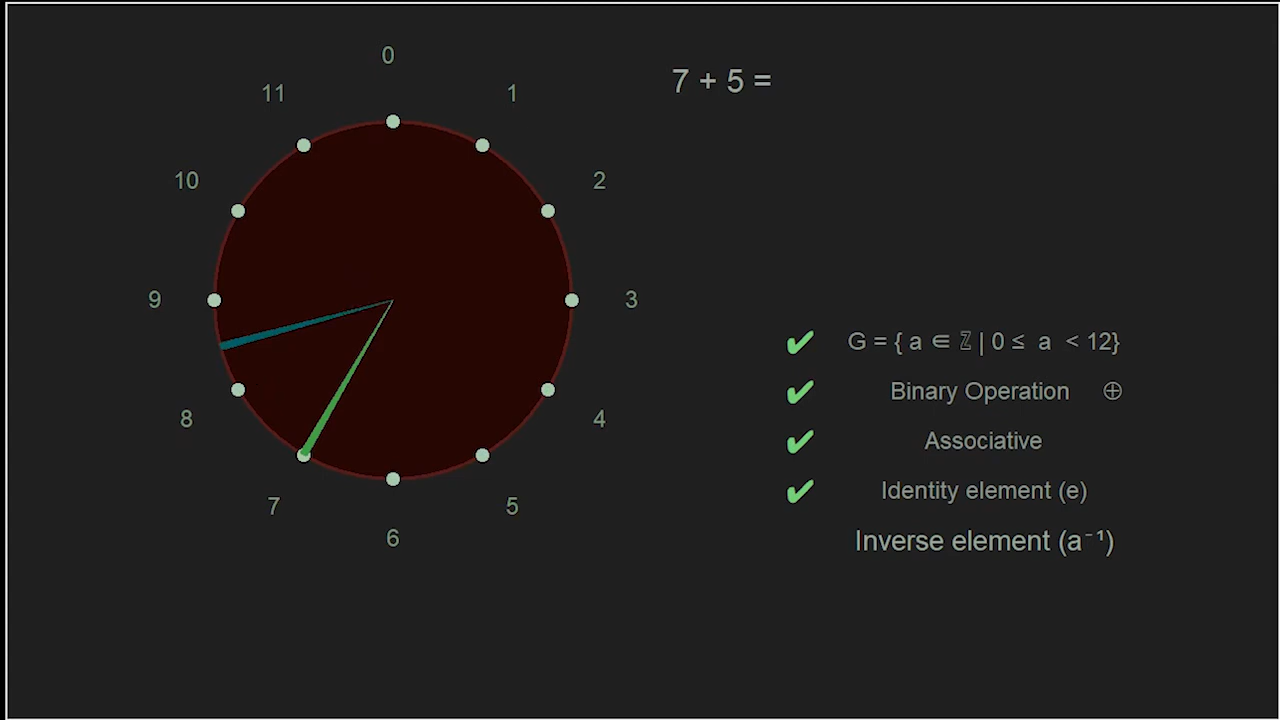 0
11
1
7 + 5 =
10
2
9
3
G = { a ∈ ℤ | 0 ≤ a < 12}
Binary Operation ⊕
8
4
Associative
Identity element (e)
7
5
6
Inverse element (a⁻¹)